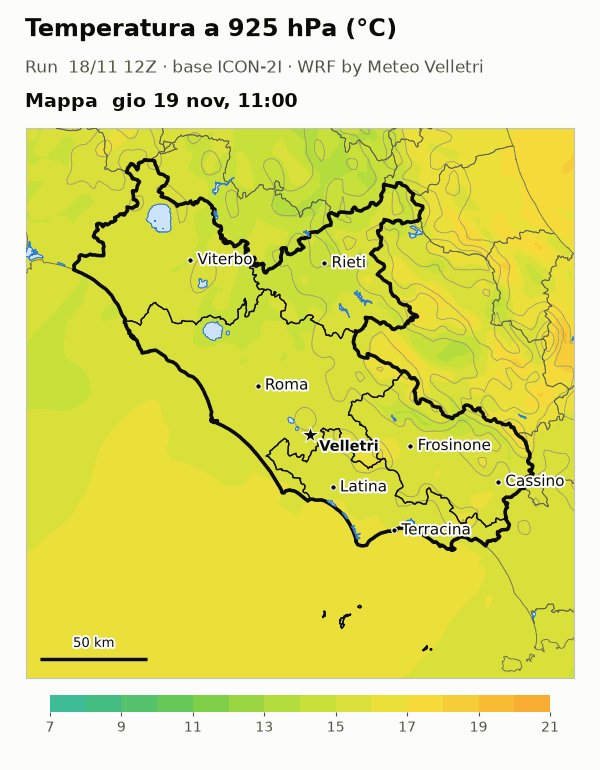 Temperatura a 925 hPa (°C)
Run  18/11 12Z · base ICON-2I · WRF by Meteo Velletri
Mappa  gio 19 nov, 11:00
Viterbo
Rieti
Roma
Velletri
Frosinone
Cassino
Latina
Terracina
50 km
7 9 11 13 15 17 19 21